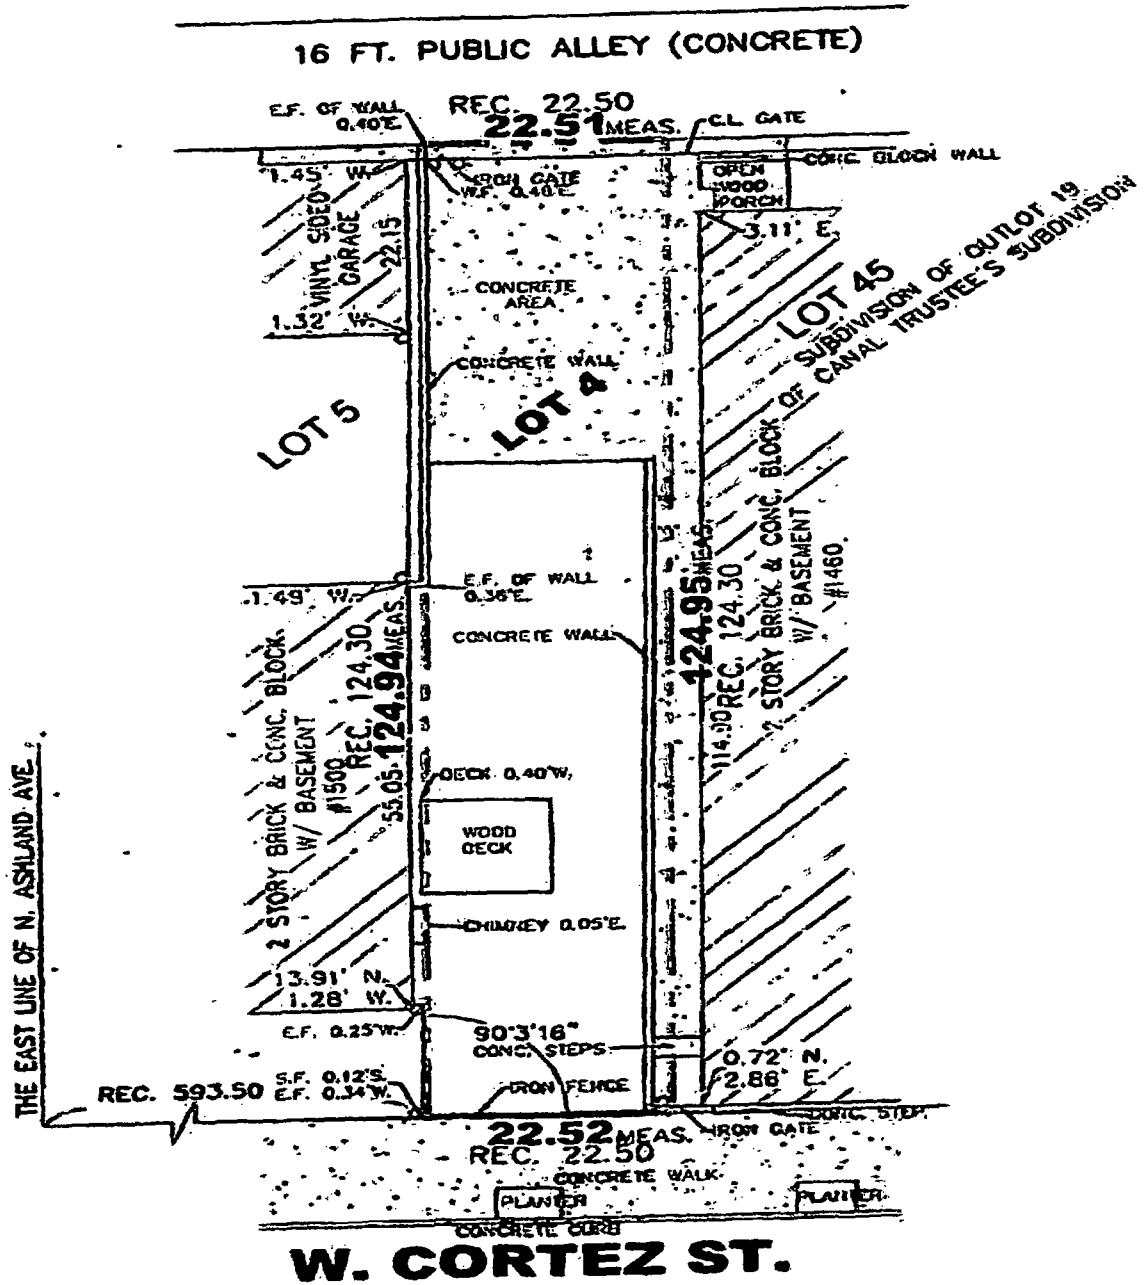 16 FT. PUBLIC ALLEY (CONCRETE)
E.F. OF WALL
0.40'E.
REC. 22.50
22.51 MEAS.
C.L. GATE
CONC. BLOCK WALL
1.45' W.
IRON GATE
W.F. 0.40'E.
OPEN
WOOD
PORCH
3.11' E.
VINYL SIDED
GARAGE
22.15
CONCRETE
AREA
1.32' W.
CONCRETE WALL
LOT 5
LOT 4
LOT 45
SUBDIVISION OF OUTLOT 19
OF CANAL TRUSTEE'S SUBDIVISION
1.49' W.
E.F. OF WALL
0.36'E.
CONCRETE WALL
2 STORY BRICK & CONC. BLOCK
W/ BASEMENT
#1500
REC. 124.30
124.94 MEAS.
55.05
124.95 MEAS.
REC. 124.30
114.00
2 STORY BRICK & CONC. BLOCK
W/ BASEMENT
#1460
DECK 0.40'W.
WOOD
DECK
CHIMNEY 0.05'E.
13.91' N.
1.28' W.
E.F. 0.25'W.
90°3'16"
CONC. STEPS
0.72' N.
2.86' E.
THE EAST LINE OF N. ASHLAND AVE.
REC. 593.50
S.F. 0.12'S.
E.F. 0.34'W.
IRON FENCE
CONC. STEP
IRON GATE
22.52 MEAS.
REC. 22.50
CONCRETE WALK
PLANTER
PLANTER
CONCRETE CURB
W. CORTEZ ST.